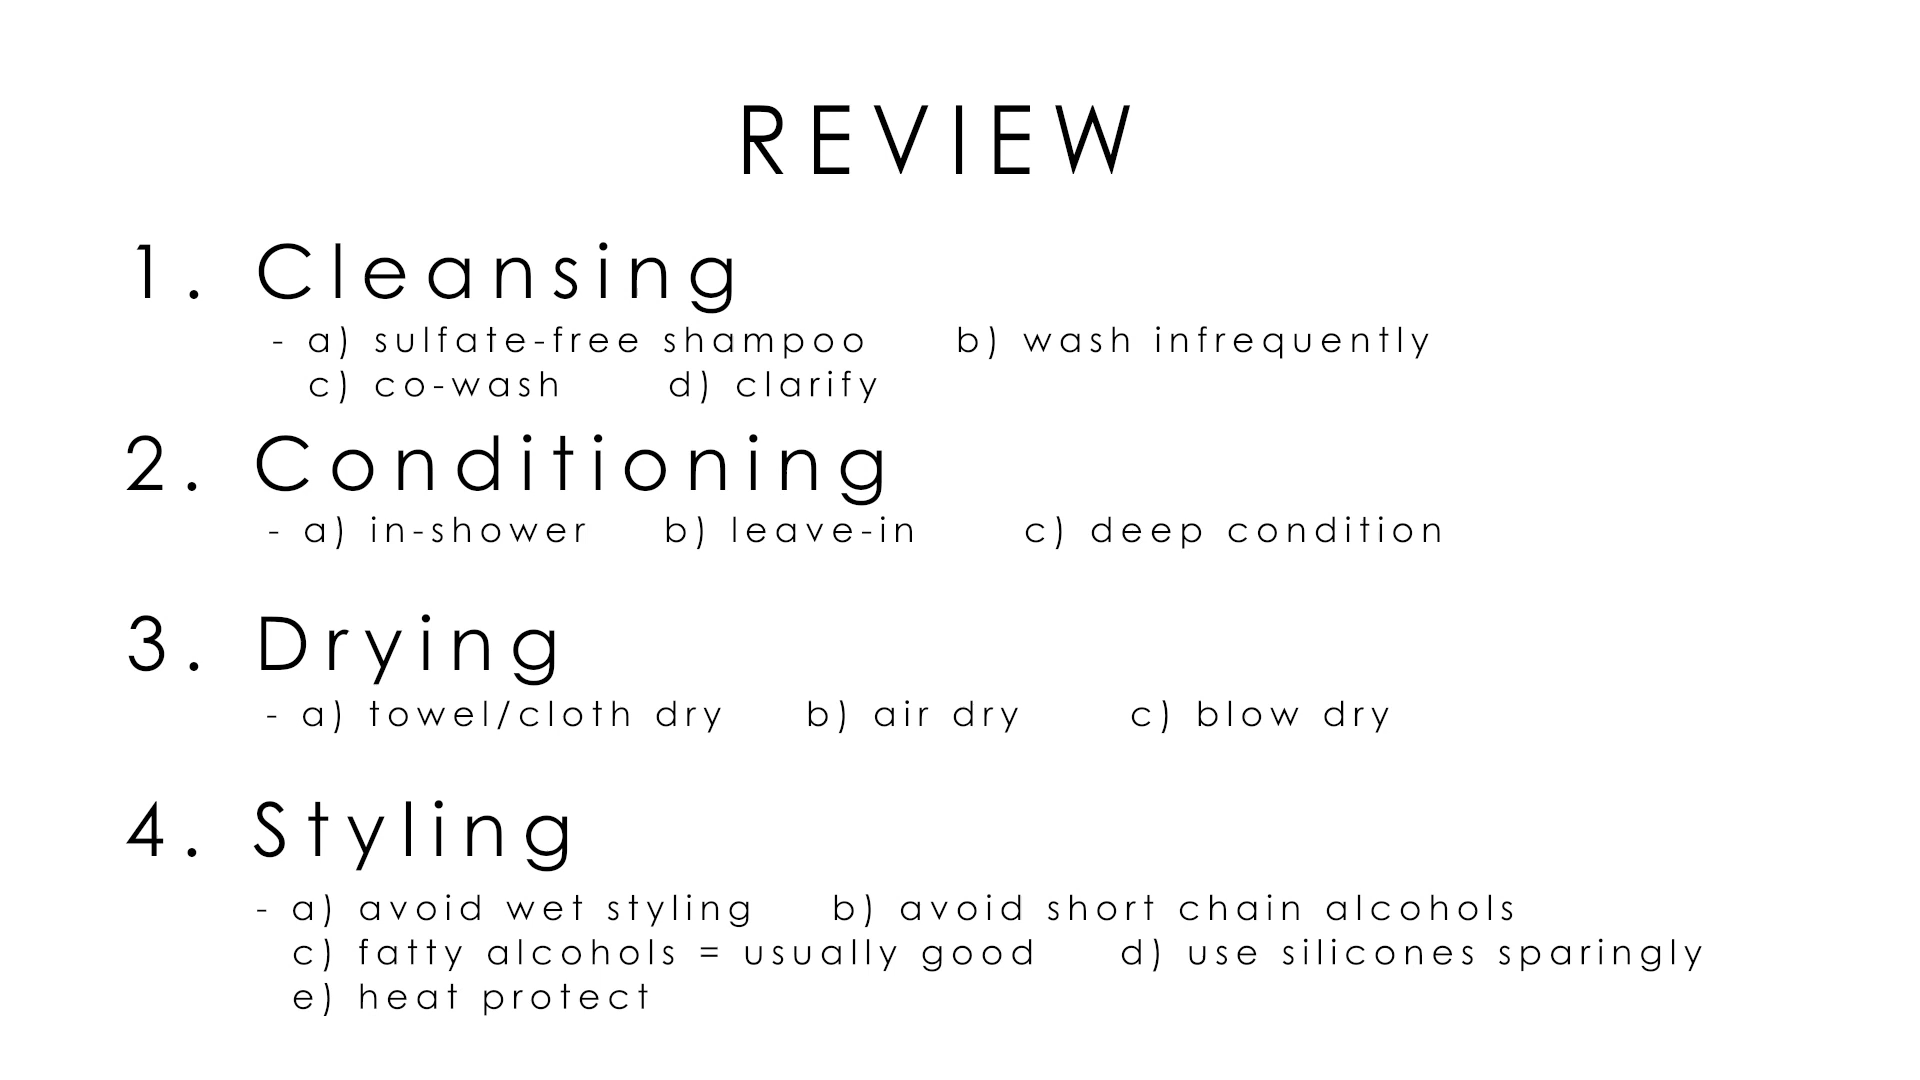 REVIEW
1. Cleansing
- a) sulfate-free shampoo b) wash infrequently
c) co-wash d) clarify
2. Conditioning
- a) in-shower b) leave-in c) deep condition
3. Drying
- a) towel/cloth dry b) air dry c) blow dry
4. Styling
- a) avoid wet styling b) avoid short chain alcohols
c) fatty alcohols = usually good d) use silicones sparingly
e) heat protect